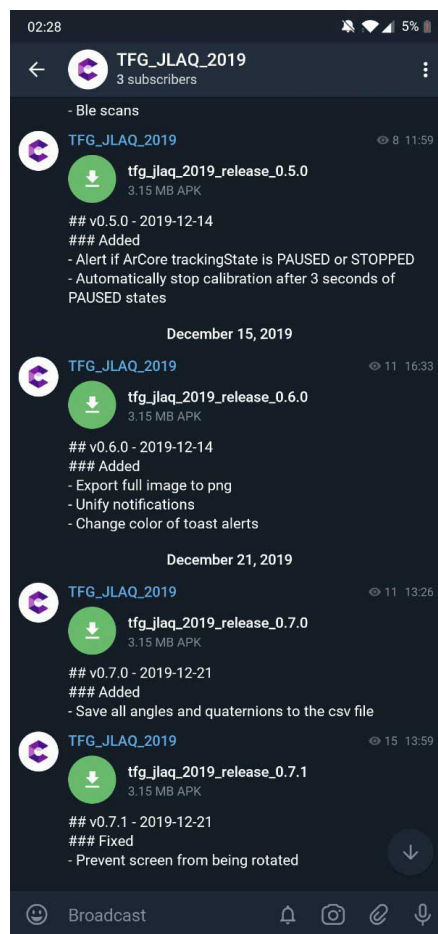 02:28
5%
TFG_JLAQ_2019
3 subscribers
- Ble scans
TFG_JLAQ_2019
8 11:59
tfg_jlaq_2019_release_0.5.0
3.15 MB APK
## v0.5.0 - 2019-12-14
### Added
- Alert if ArCore trackingState is PAUSED or STOPPED
- Automatically stop calibration after 3 seconds of
PAUSED states
December 15, 2019
TFG_JLAQ_2019
11 16:33
tfg_jlaq_2019_release_0.6.0
3.15 MB APK
## v0.6.0 - 2019-12-14
### Added
- Export full image to png
- Unify notifications
- Change color of toast alerts
December 21, 2019
TFG_JLAQ_2019
11 13:26
tfg_jlaq_2019_release_0.7.0
3.15 MB APK
## v0.7.0 - 2019-12-21
### Added
- Save all angles and quaternions to the csv file
TFG_JLAQ_2019
15 13:59
tfg_jlaq_2019_release_0.7.1
3.15 MB APK
## v0.7.1 - 2019-12-21
### Fixed
- Prevent screen from being rotated
Broadcast